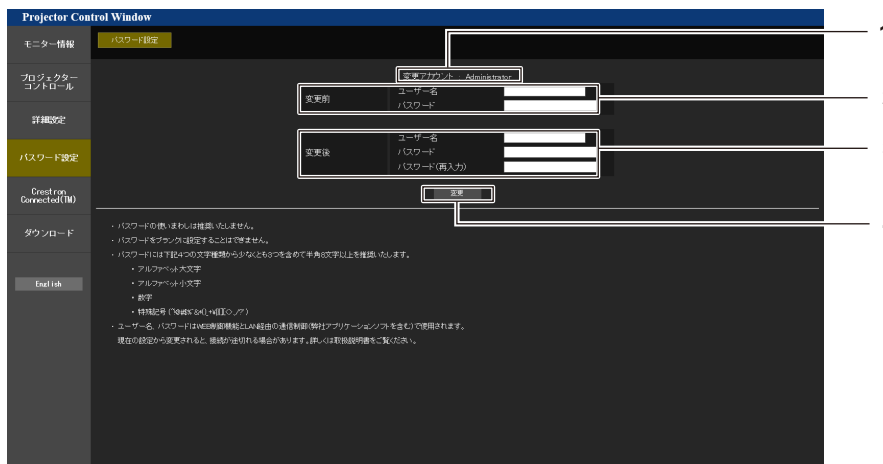 Projector Control Window
モニター情報
プロジェクター
コントロール
詳細設定
パスワード設定
Crestron
Connected(TM)
ダウンロード
English
パスワード設定
変更アカウント : Administrator
変更前
ユーザー名
パスワード
変更後
ユーザー名
パスワード
パスワード(再入力)
変更
・パスワードの使いまわしは推奨いたしません。
・パスワードをブランクに設定することはできません。
・パスワードには下記4つの文字種類から少なくとも3つを含めて半角8文字以上を推奨いたします。
・アルファベット大文字
・アルファベット小文字
・数字
・特殊記号
・ユーザー名、パスワードはWEB制御機能とLAN経由の通信制御(弊社アプリケーションソフトを含む)で使用されます。
現在の設定から変更されると、接続が途切れる場合があります。詳しくは取扱説明書をご覧ください。